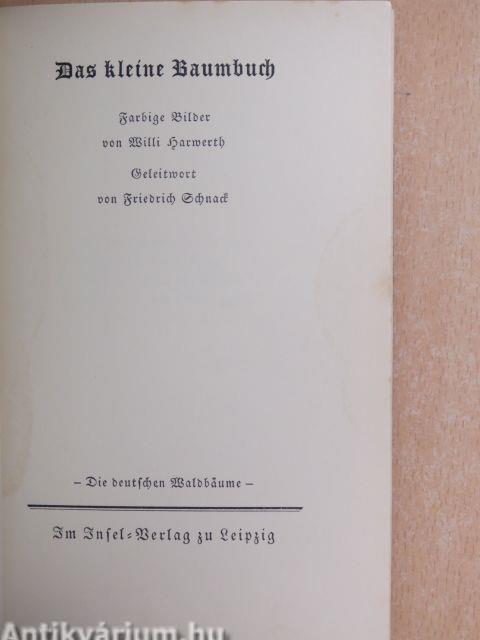 Das kleine Baumbuch
Farbige Bilder
von Willi Harwerth
Geleitwort
von Friedrich Schnack
– Die deutschen Waldbäume –
Im Insel-Verlag zu Leipzig
Antikvárium.hu